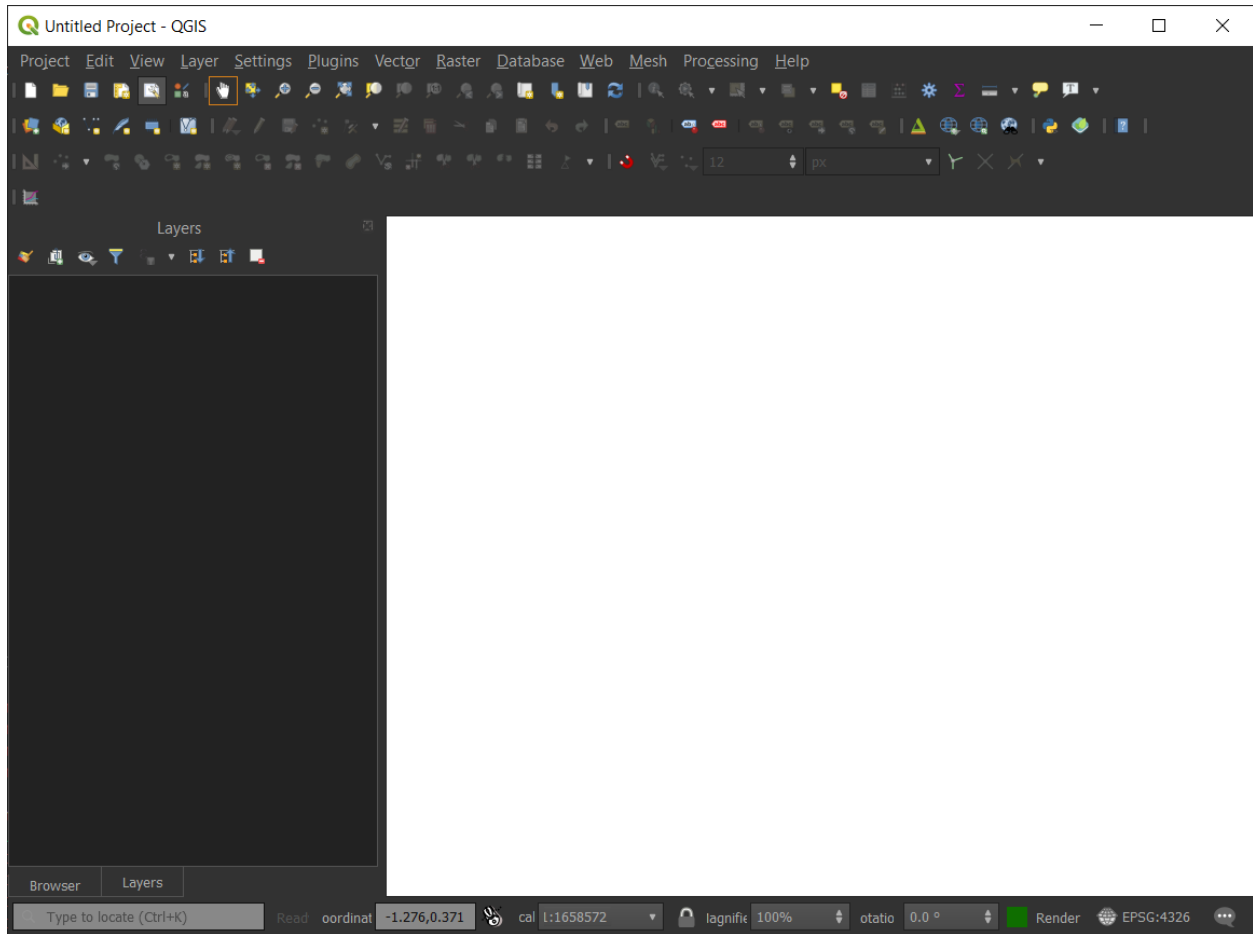 Untitled Project - QGIS
Project Edit View Layer Settings Plugins Vector Raster Database Web Mesh Processing Help
12 px
Layers
Browser Layers
Type to locate (Ctrl+K) Read oordinat -1.276,0.371 cal 1:1658572 lagnifie 100% otatio 0.0 ° Render EPSG:4326